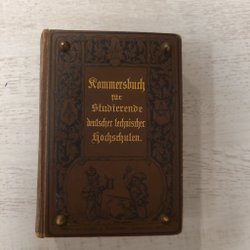 Kommersbuch
für
Studierende
deutscher technischer
Hochschulen.